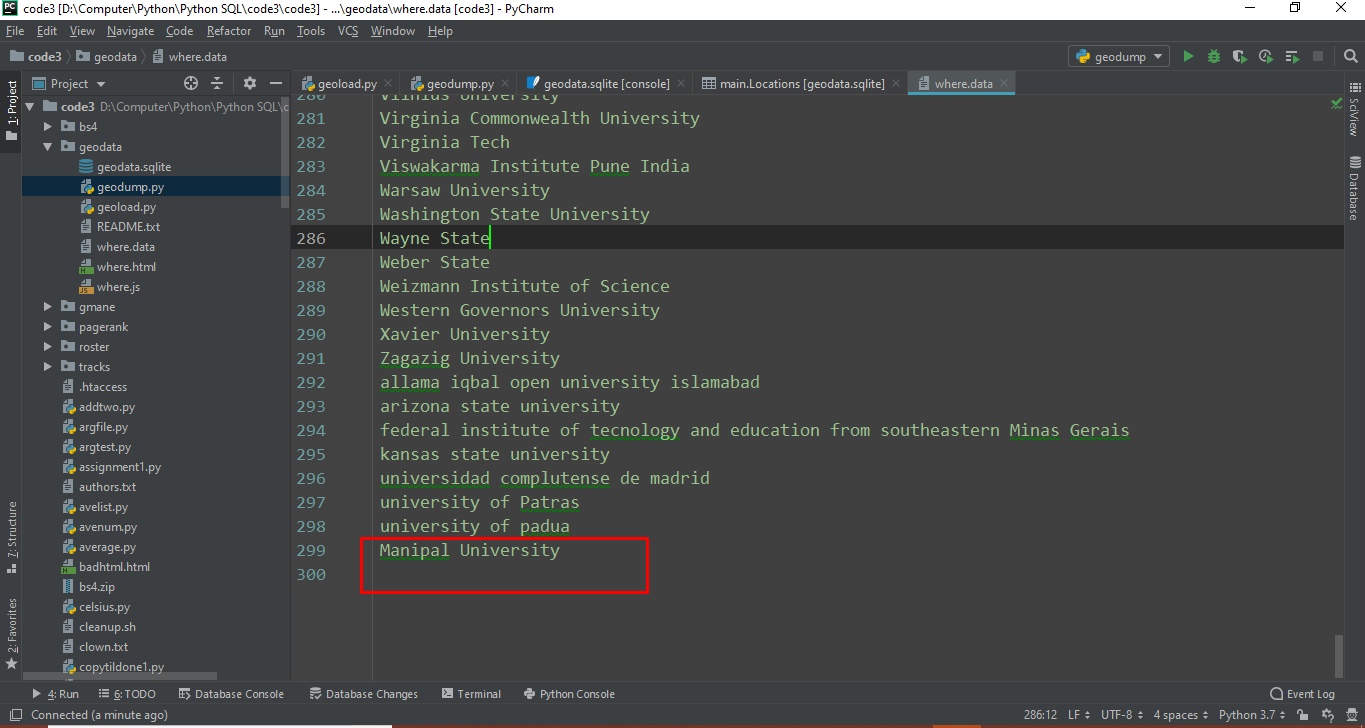 PC code3 [D:\Computer\Python\Python SQL\code3\code3] - ...\geodata\where.data [code3] - PyCharm
File Edit View Navigate Code Refactor Run Tools VCS Window Help
code3 geodata where.data geodump
Project geoload.py geodump.py geodata.sqlite [console] main.Locations [geodata.sqlite] where.data
1: Project
code3 D:\Computer\Python\Python SQL\c
bs4
geodata
geodata.sqlite
geodump.py
geoload.py
README.txt
where.data
where.html
where.js
gmane
pagerank
roster
tracks
.htaccess
addtwo.py
argfile.py
argtest.py
assignment1.py
authors.txt
avelist.py
avenum.py
average.py
badhtml.html
bs4.zip
celsius.py
cleanup.sh
clown.txt
copytildone1.py
7: Structure
2: Favorites
280 Vilnius University
281 Virginia Commonwealth University
282 Virginia Tech
283 Viswakarma Institute Pune India
284 Warsaw University
285 Washington State University
286 Wayne State
287 Weber State
288 Weizmann Institute of Science
289 Western Governors University
290 Xavier University
291 Zagazig University
292 allama iqbal open university islamabad
293 arizona state university
294 federal institute of tecnology and education from southeastern Minas Gerais
295 kansas state university
296 universidad complutense de madrid
297 university of Patras
298 university of padua
299 Manipal University
300
SciView
Database
4: Run 6: TODO Database Console Database Changes Terminal Python Console Event Log
Connected (a minute ago) 286:12 LF UTF-8 4 spaces Python 3.7